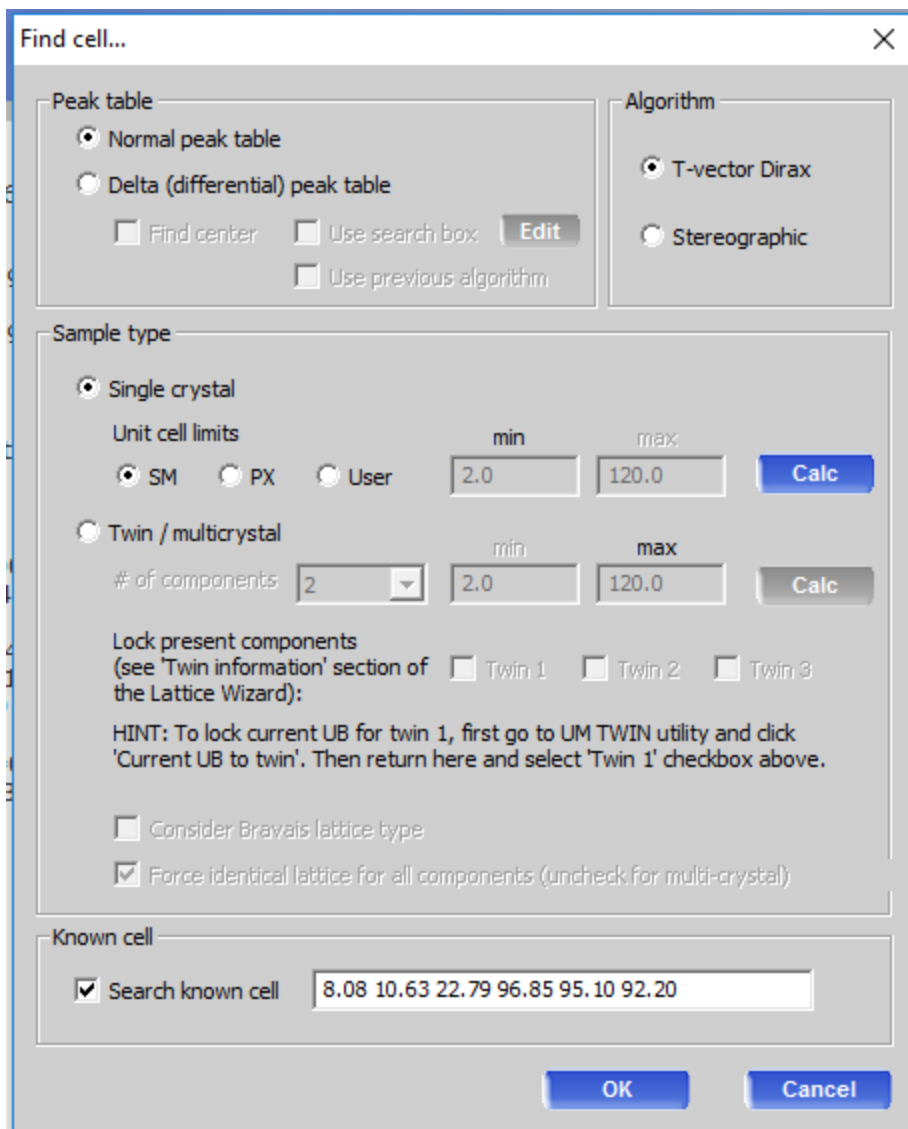 Find cell...
Peak table
Normal peak table
Delta (differential) peak table
Find center Use search box Edit
Use previous algorithm
Algorithm
T-vector Dirax
Stereographic
Sample type
Single crystal
Unit cell limits min max
SM PX User 2.0 120.0 Calc
Twin / multicrystal min max
# of components 2 2.0 120.0 Calc
Lock present components
(see 'Twin information' section of
the Lattice Wizard):
Twin 1 Twin 2 Twin 3
HINT: To lock current UB for twin 1, first go to UM TWIN utility and click
'Current UB to twin'. Then return here and select 'Twin 1' checkbox above.
Consider Bravais lattice type
Force identical lattice for all components (uncheck for multi-crystal)
Known cell
Search known cell 8.08 10.63 22.79 96.85 95.10 92.20
OK Cancel